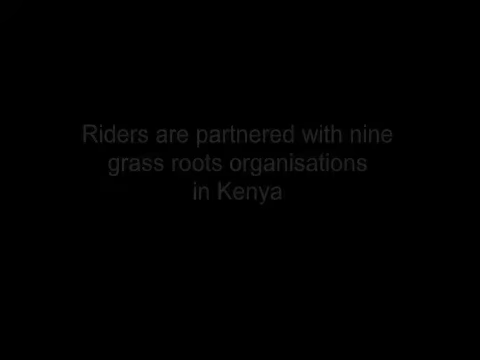 Riders are partnered with nine
grass roots organisations
in Kenya